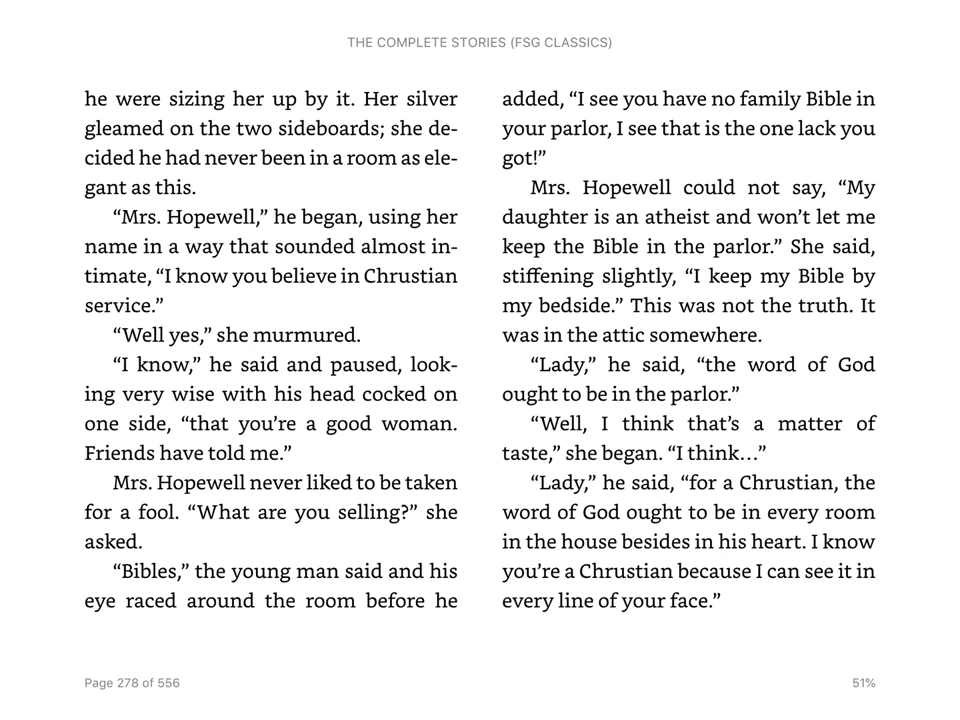 THE COMPLETE STORIES (FSG CLASSICS)
he were sizing her up by it. Her silver
gleamed on the two sideboards; she de-
cided he had never been in a room as ele-
gant as this.
“Mrs. Hopewell,” he began, using her
name in a way that sounded almost in-
timate, “I know you believe in Chrustian
service.”
“Well yes,” she murmured.
“I know,” he said and paused, look-
ing very wise with his head cocked on
one side, “that you’re a good woman.
Friends have told me.”
Mrs. Hopewell never liked to be taken
for a fool. “What are you selling?” she
asked.
“Bibles,” the young man said and his
eye raced around the room before he
added, “I see you have no family Bible in
your parlor, I see that is the one lack you
got!”
Mrs. Hopewell could not say, “My
daughter is an atheist and won’t let me
keep the Bible in the parlor.” She said,
stiffening slightly, “I keep my Bible by
my bedside.” This was not the truth. It
was in the attic somewhere.
“Lady,” he said, “the word of God
ought to be in the parlor.”
“Well, I think that’s a matter of
taste,” she began. “I think…”
“Lady,” he said, “for a Chrustian, the
word of God ought to be in every room
in the house besides in his heart. I know
you’re a Chrustian because I can see it in
every line of your face.”
Page 278 of 556
51%